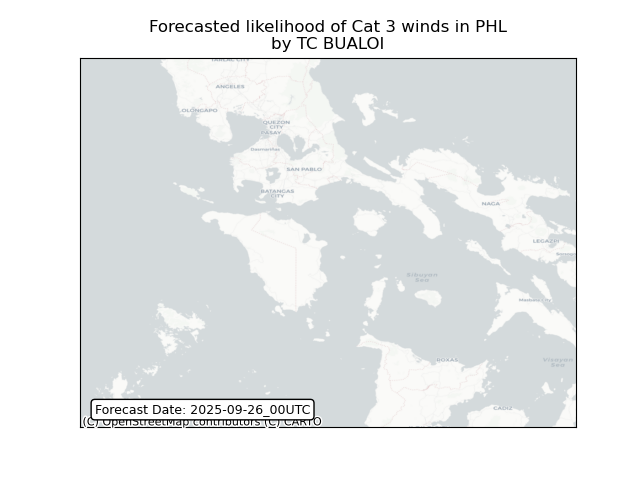 Forecasted likelihood of Cat 3 winds in PHL
by TC BUALOI
TARLAC CITY
ANGELES
OLONGAPO
QUEZON
CITY
PASAY
Dasmariñas
SAN PABLO
BATANGAS
CITY
NAGA
LEGAZPI
Sibuyan
Sea
Masbate City
ROXAS
Visayan
Sea
CADIZ
Forecast Date: 2025-09-26_00UTC
(C) OpenStreetMap contributors (C) CARTO